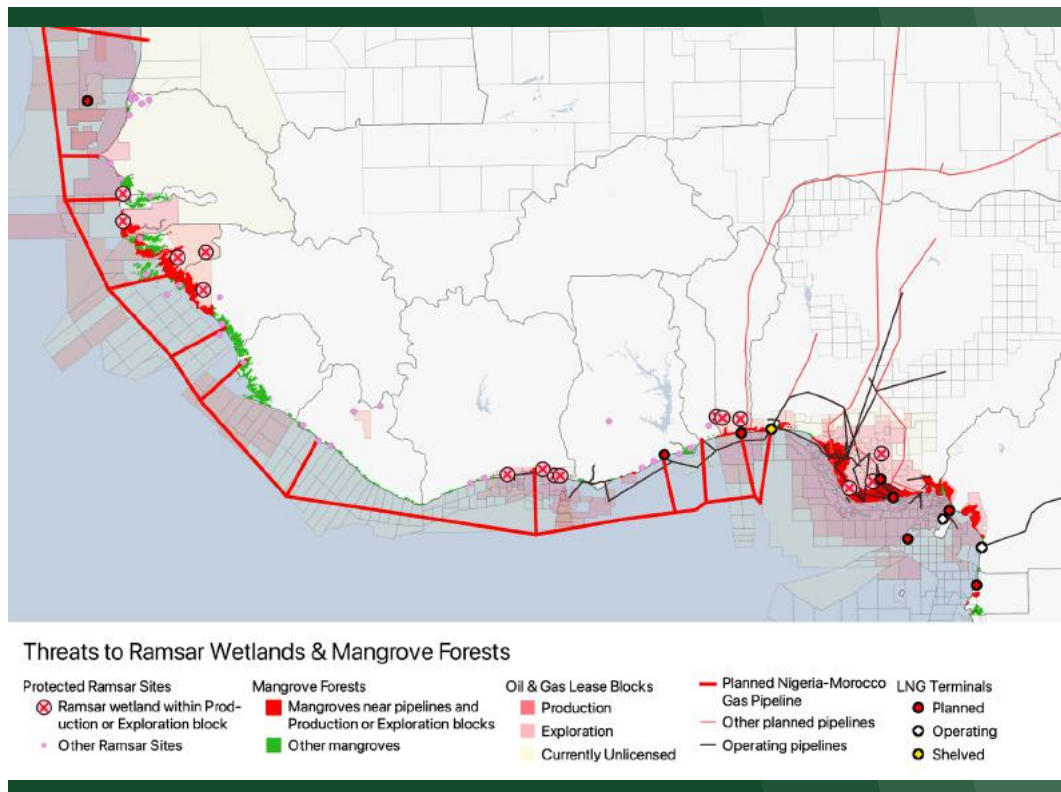 Threats to Ramsar Wetlands & Mangrove Forests
Protected Ramsar Sites
Ramsar wetland within Prod-
uction or Exploration block
Other Ramsar Sites
Mangrove Forests
Mangroves near pipelines and
Production or Exploration blocks
Other mangroves
Oil & Gas Lease Blocks
Production
Exploration
Currently Unlicensed
Planned Nigeria-Morocco
Gas Pipeline
Other planned pipelines
Operating pipelines
LNG Terminals
Planned
Operating
Shelved